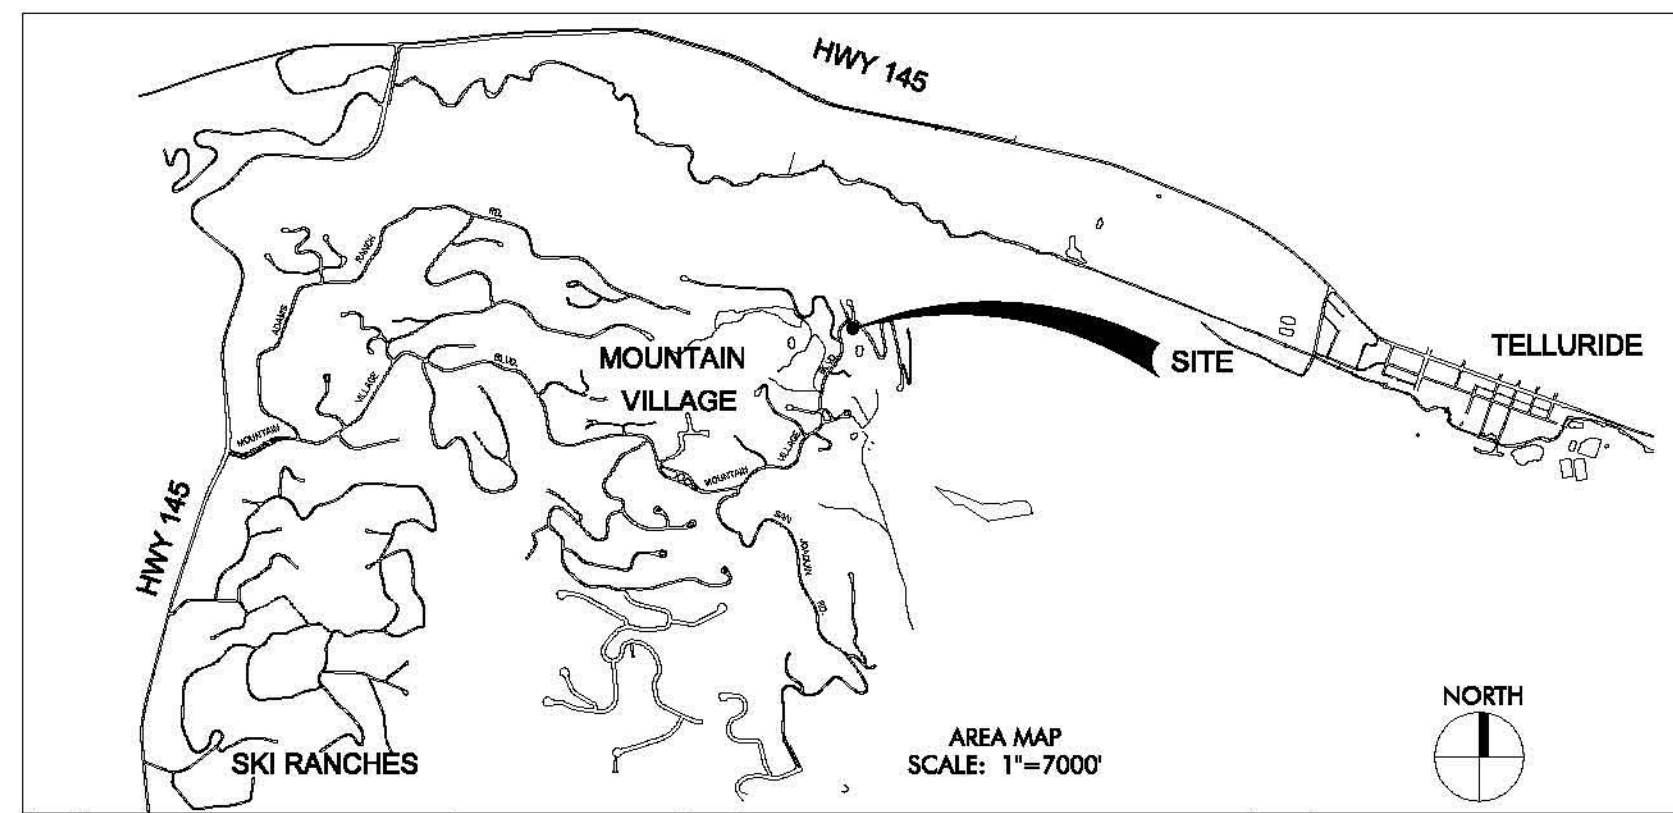 HWY 145
RD.
RANCH
ADAMS
MOUNTAIN
VILLAGE
BLVD.
SITE
TELLURIDE
BLVD.
VILLAGE
MOUNTAIN
VILLAGE
MOUNTAIN
HWY 145
SAN
JOAQUIN
RD.
SKI RANCHES
AREA MAP
SCALE: 1"=7000'
NORTH